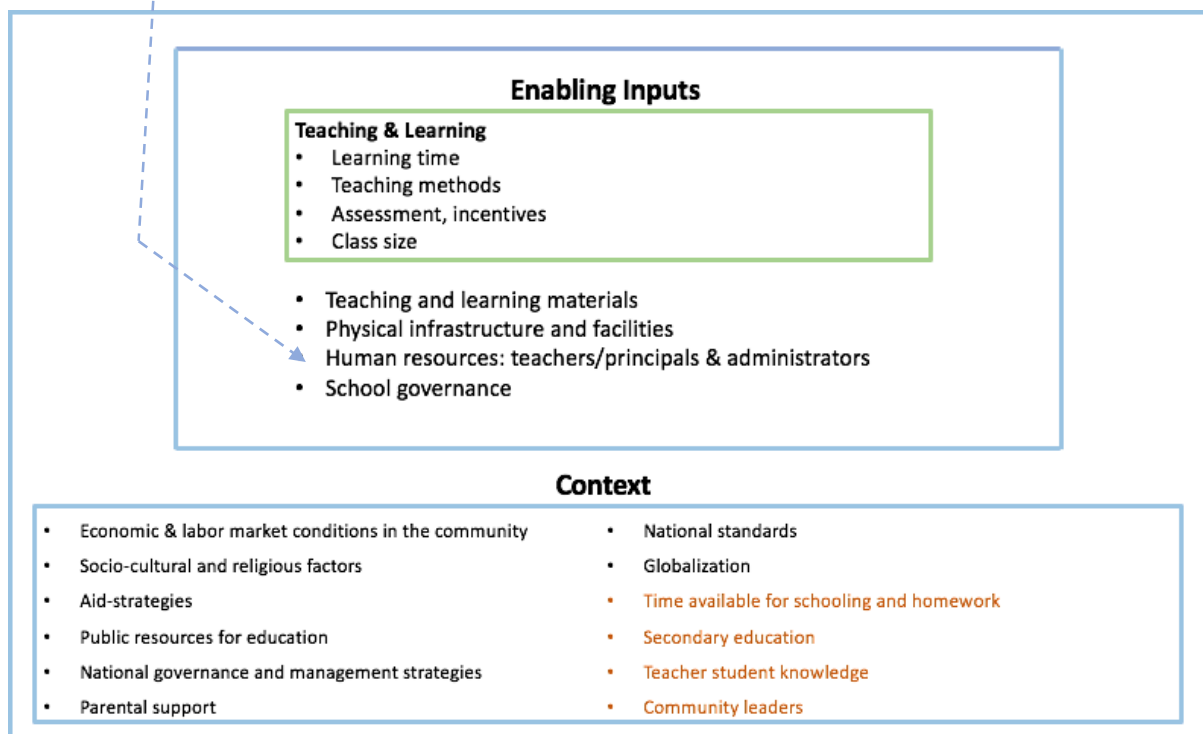 Enabling Inputs
Teaching & Learning
• Learning time
• Teaching methods
• Assessment, incentives
• Class size
• Teaching and learning materials
• Physical infrastructure and facilities
Human resources: teachers/principals & administrators
• School governance
Context
• Economic & labor market conditions in the community
• Socio-cultural and religious factors
• Aid-strategies
• Public resources for education
• National governance and management strategies
• Parental support
• National standards
• Globalization
• Time available for schooling and homework
• Secondary education
• Teacher student knowledge
• Community leaders